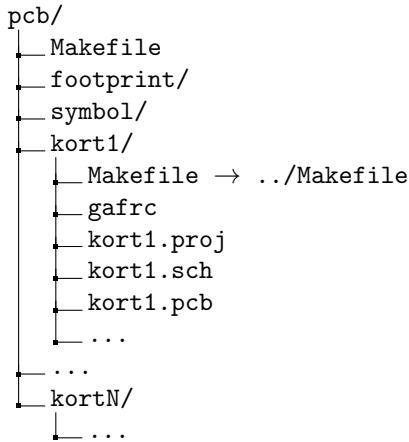 pcb/
Makefile
footprint/
symbol/
kort1/
Makefile → ../Makefile
gafrc
kort1.proj
kort1.sch
kort1.pcb
...
...
kortN/
...